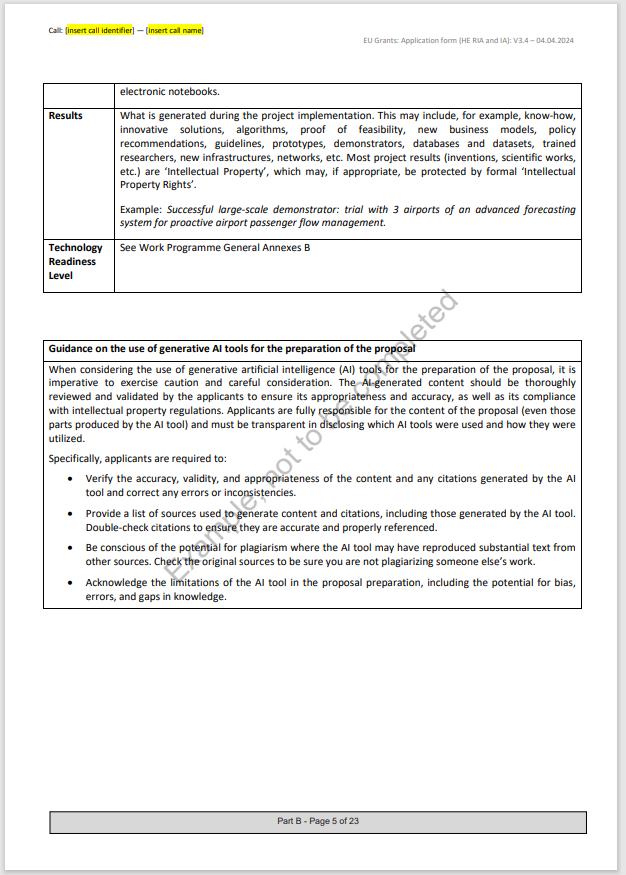 Call: [insert call identifier] — [insert call name]
EU Grants: Application form (HE RIA and IA): V3.4 – 04.04.2024
electronic notebooks.
Results
What is generated during the project implementation. This may include, for example, know-how,
innovative solutions, algorithms, proof of feasibility, new business models, policy
recommendations, guidelines, prototypes, demonstrators, databases and datasets, trained
researchers, new infrastructures, networks, etc. Most project results (inventions, scientific works,
etc.) are ‘Intellectual Property’, which may, if appropriate, be protected by formal ‘Intellectual
Property Rights’.
Example: Successful large-scale demonstrator: trial with 3 airports of an advanced forecasting
system for proactive airport passenger flow management.
Technology
Readiness
Level
See Work Programme General Annexes B
Guidance on the use of generative AI tools for the preparation of the proposal
When considering the use of generative artificial intelligence (AI) tools for the preparation of the proposal, it is
imperative to exercise caution and careful consideration. The AI-generated content should be thoroughly
reviewed and validated by the applicants to ensure its appropriateness and accuracy, as well as its compliance
with intellectual property regulations. Applicants are fully responsible for the content of the proposal (even those
parts produced by the AI tool) and must be transparent in disclosing which AI tools were used and how they were
utilized.
Specifically, applicants are required to:
• Verify the accuracy, validity, and appropriateness of the content and any citations generated by the AI
tool and correct any errors or inconsistencies.
• Provide a list of sources used to generate content and citations, including those generated by the AI tool.
Double-check citations to ensure they are accurate and properly referenced.
• Be conscious of the potential for plagiarism where the AI tool may have reproduced substantial text from
other sources. Check the original sources to be sure you are not plagiarizing someone else’s work.
• Acknowledge the limitations of the AI tool in the proposal preparation, including the potential for bias,
errors, and gaps in knowledge.
Example, not to be completed
Part B - Page 5 of 23